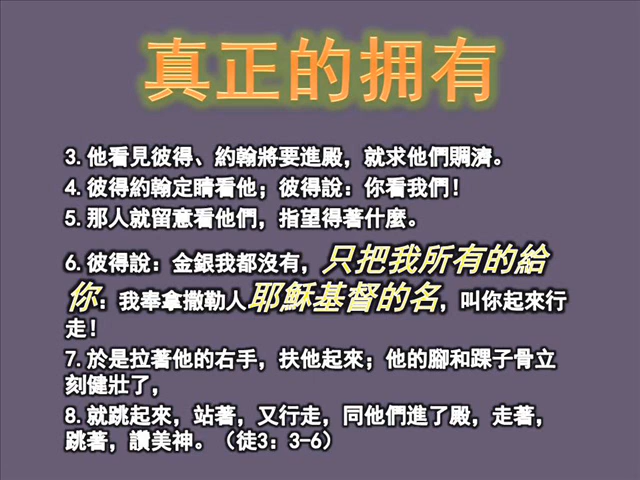 真正的拥有
3.他看見彼得、約翰將要進殿，就求他們賙濟。
4.彼得約翰定睛看他；彼得說：你看我們!
5.那人就留意看他們，指望得著什麼。
6.彼得說：金銀我都沒有，只把我所有的給
你：我奉拿撒勒人耶穌基督的名，叫你起來行
走!
7.於是拉著他的右手，扶他起來；他的腳和踝子骨立
刻健壯了，
8.就跳起來，站著，又行走，同他們進了殿，走著，
跳著，讚美神。（徒3：3-6）